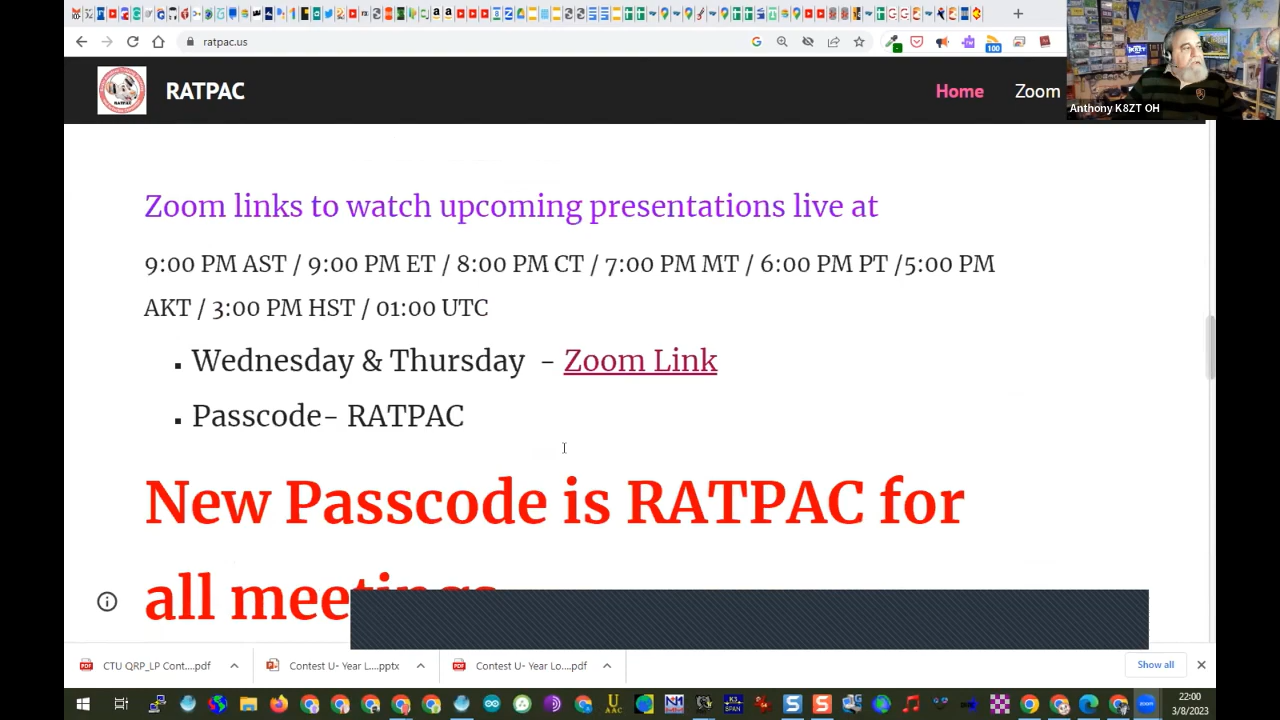 ratpac.us
100
RATPAC
Home
Zoom
Anthony K8ZT OH
Zoom links to watch upcoming presentations live at
9:00 PM AST / 9:00 PM ET / 8:00 PM CT / 7:00 PM MT / 6:00 PM PT /5:00 PM
AKT / 3:00 PM HST / 01:00 UTC
▪ Wednesday & Thursday - Zoom Link
▪ Passcode- RATPAC
New Passcode is RATPAC for
all meetings
CTU QRP_LP Cont....pdf
Contest U- Year L....pptx
Contest U- Year Lo....pdf
Show all
22:00
3/8/2023